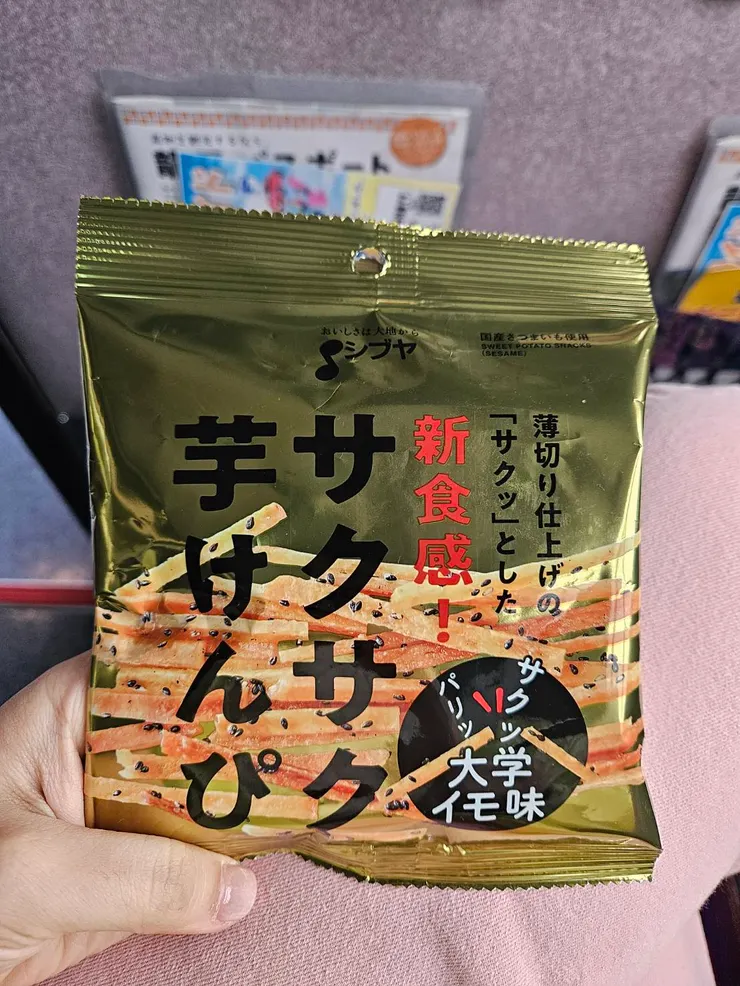 おいしさは大地から
シブヤ
国産さつまいも使用
SWEET POTATO SNACKS
(SESAME)
薄切り仕上げの
「サクッ」とした
新食感!
サクサク
芋けんぴ
サクッ
パリッ
大学
イモ味